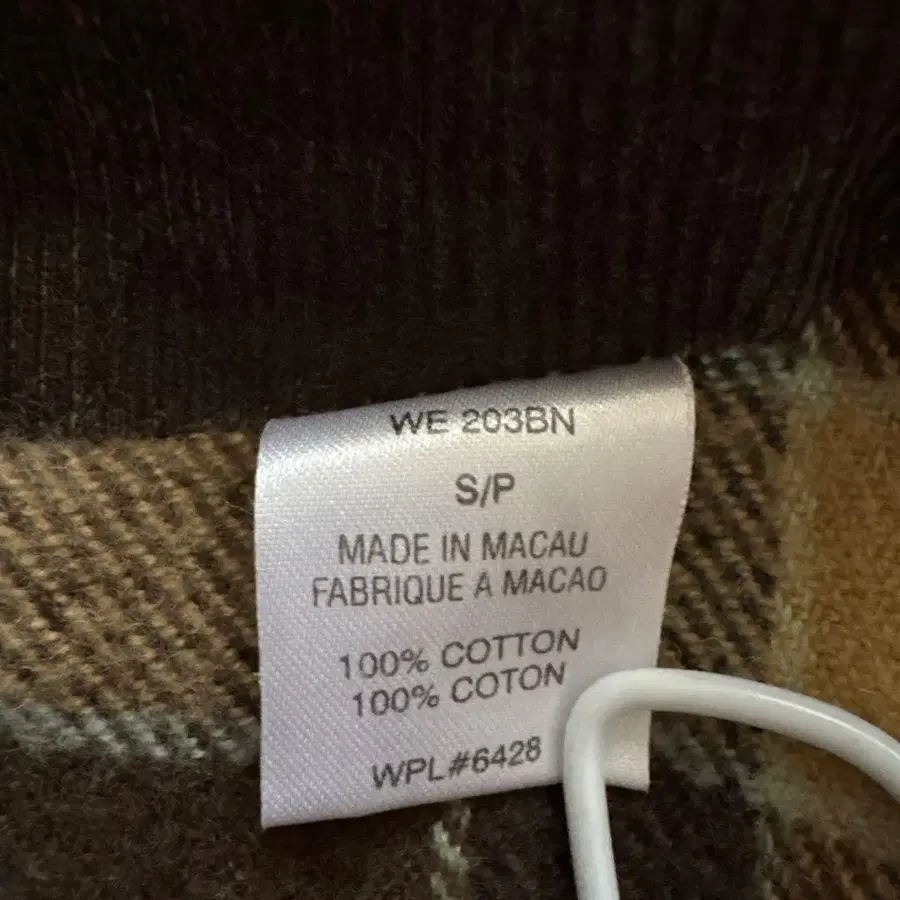 WE 203BN
S/P
MADE IN MACAU
FABRIQUE A MACAO
100% COTTON
100% COTON
WPL#6428